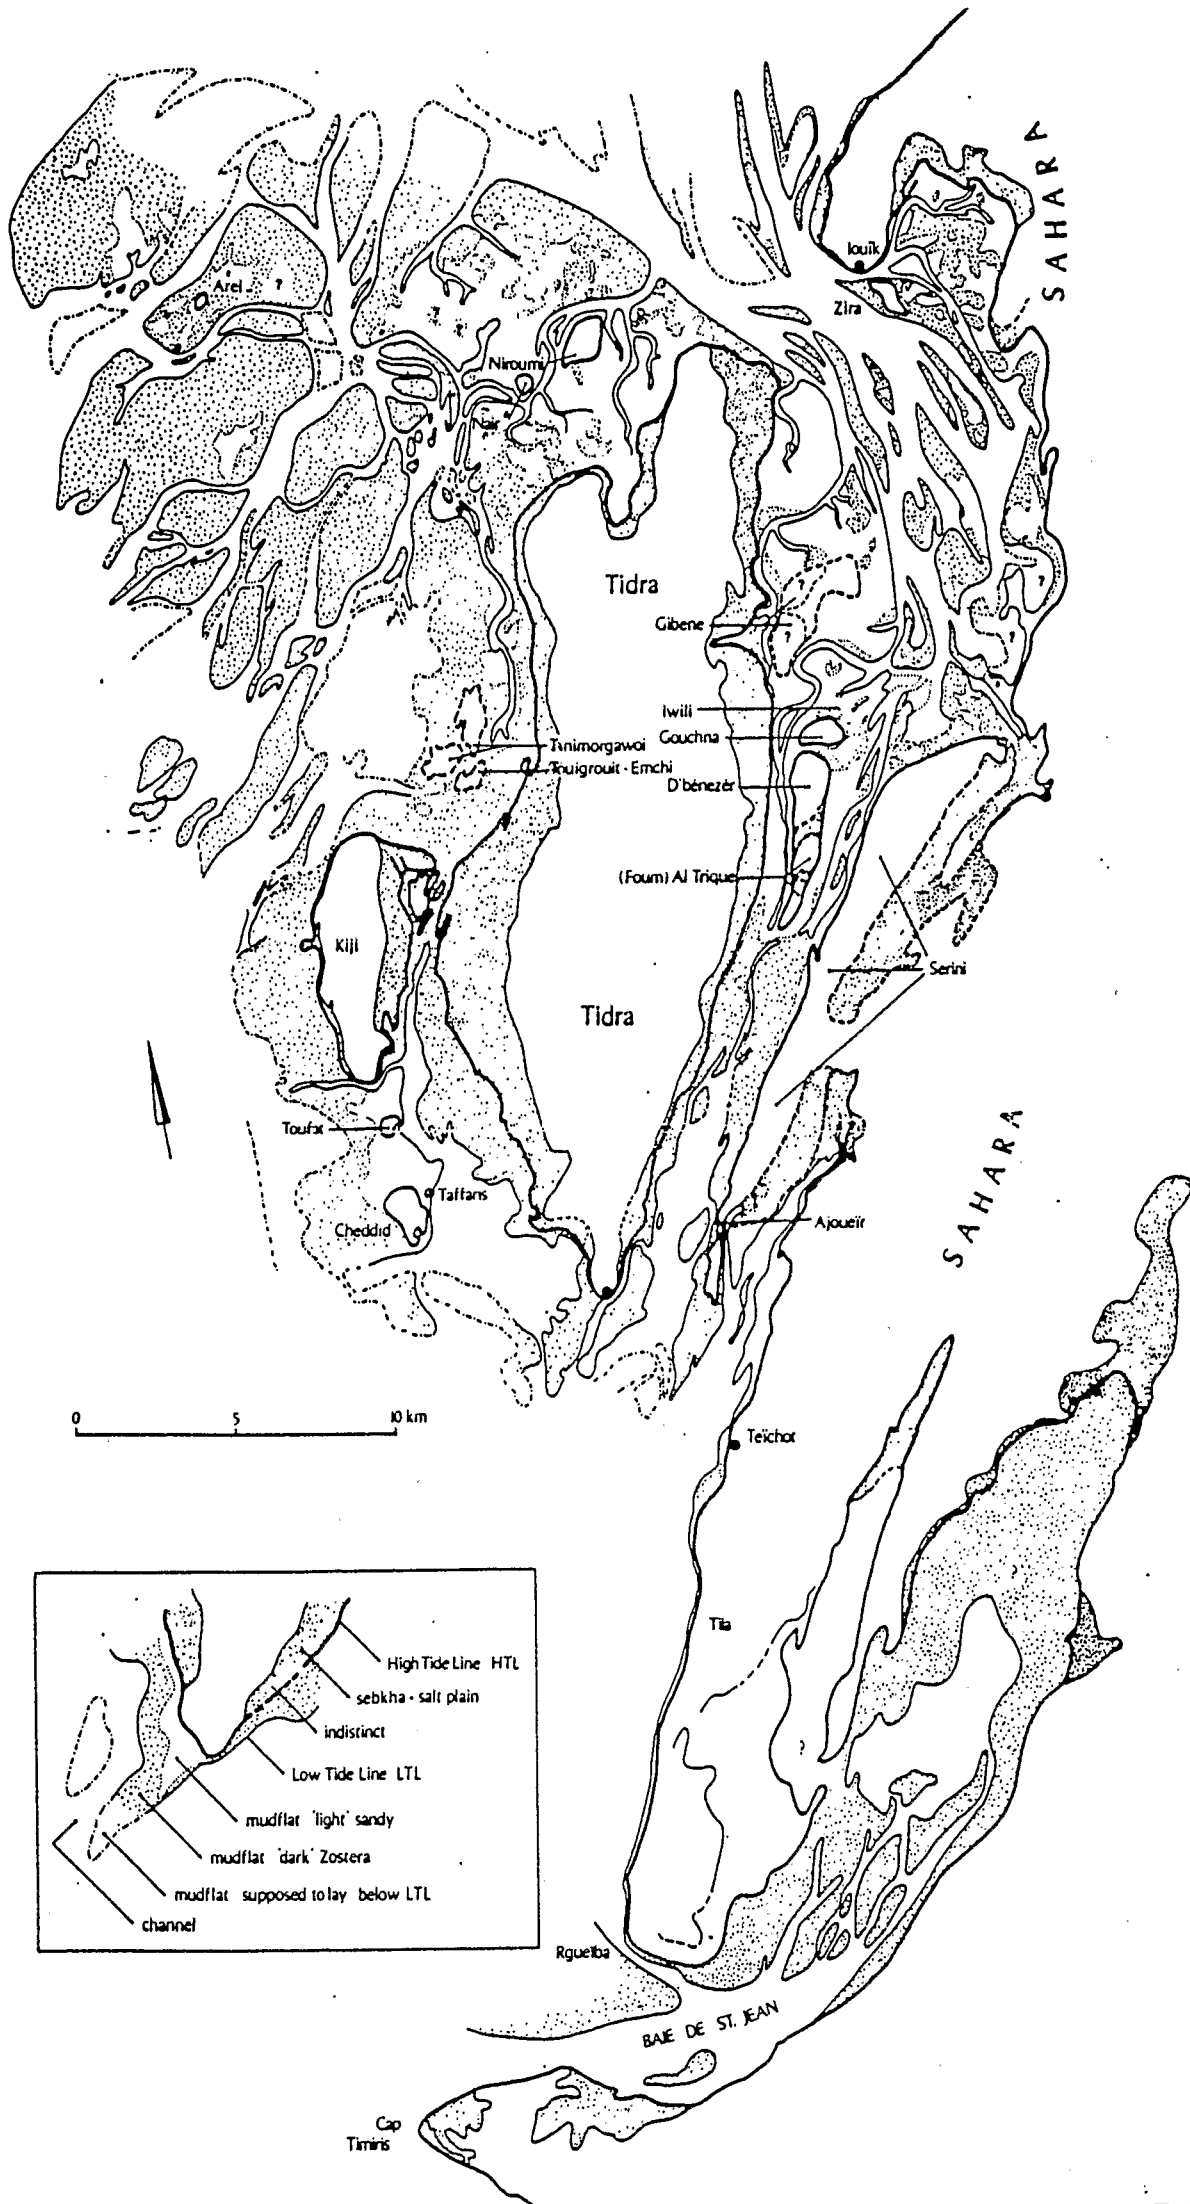 SAHARA
Iouïk
Arel
?
Zira
Niroumi
Nair
Tidra
Gibene
?
Iwili
Gouchna
Tinimorgawoi
Touigrouit - Emchi
D'bénezér
(Foum) Al Trique
Kiji
Serini
Tidra
Toufat
SAHARA
Taffans
Cheddid
Ajoueïr
0 5 10 km
Teïchot
Tila
High Tide Line HTL
sebkha - salt plain
indistinct
?
Low Tide Line LTL
mudflat 'light' sandy
mudflat 'dark' Zostera
mudflat supposed to lay below LTL
channel
Rgueïba
BAIE DE ST. JEAN
Cap
Timiris